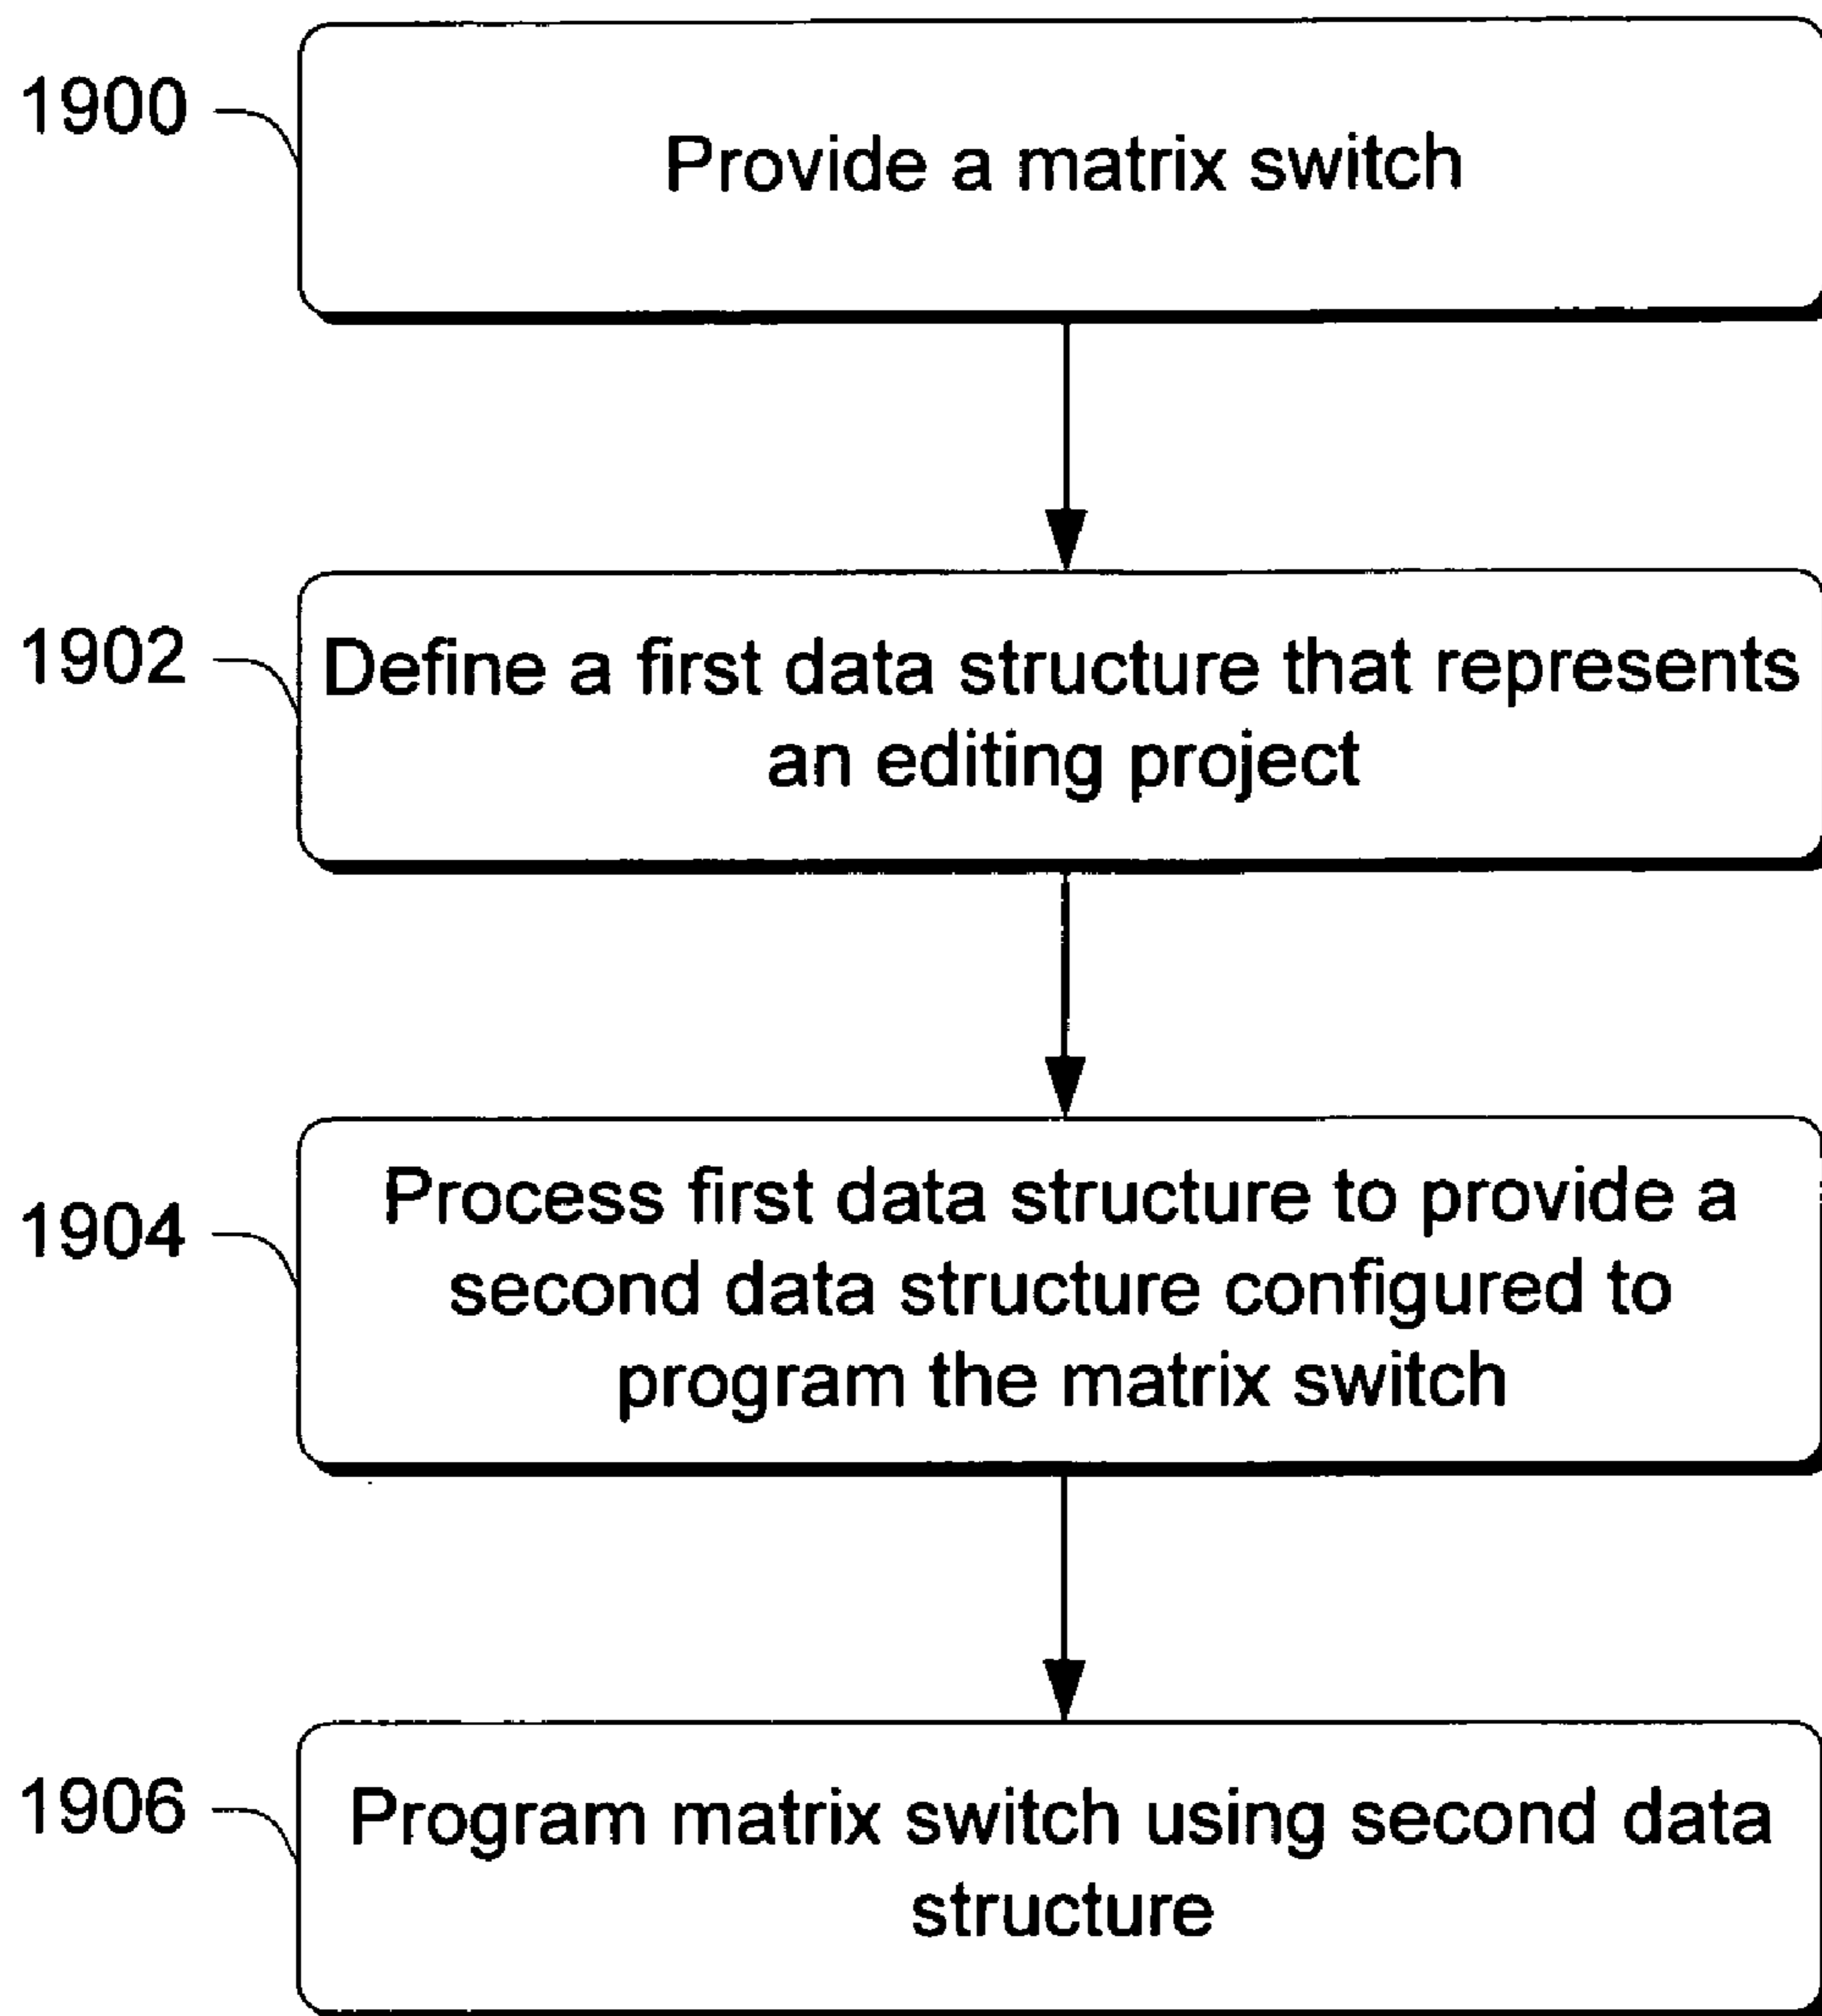 1900
Provide a matrix switch
1902
Define a first data structure that represents
an editing project
1904
Process first data structure to provide a
second data structure configured to
program the matrix switch
1906
Program matrix switch using second data
structure